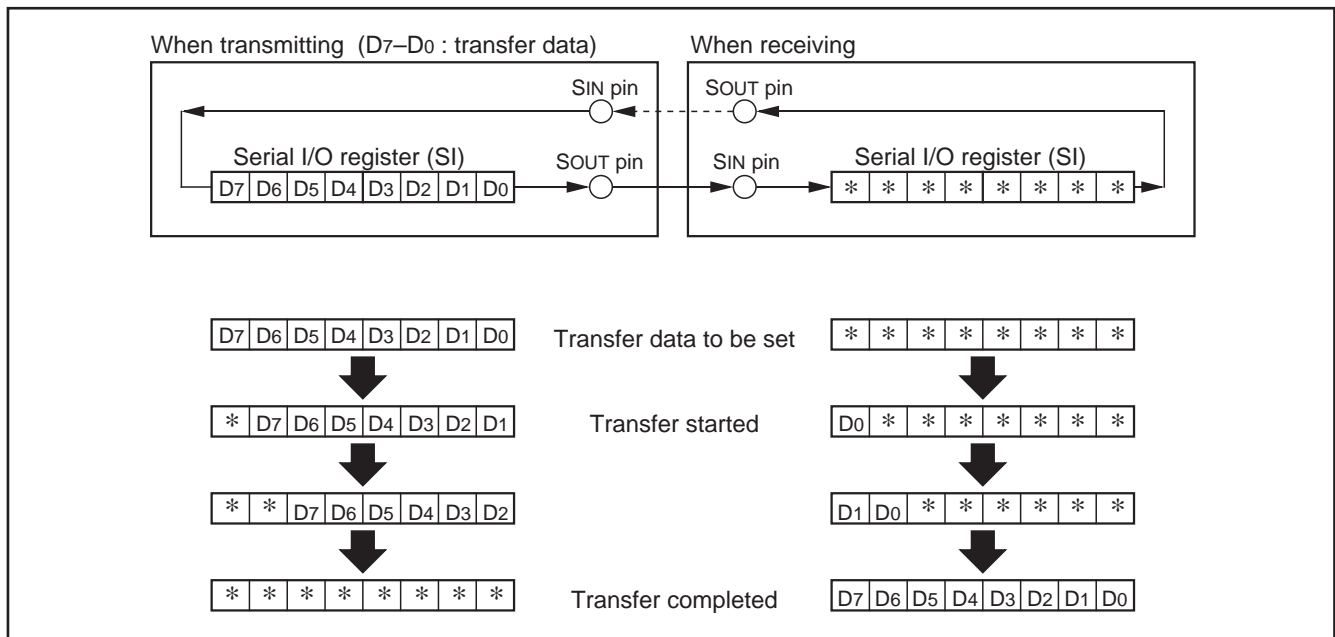 When transmitting (D7–D0 : transfer data)
When receiving
SIN pin
SOUT pin
Serial I/O register (SI)
SOUT pin
SIN pin
Serial I/O register (SI)
D7 D6 D5 D4 D3 D2 D1 D0
* * * * * * * *
D7 D6 D5 D4 D3 D2 D1 D0
Transfer data to be set
* * * * * * * *
* D7 D6 D5 D4 D3 D2 D1
Transfer started
D0 * * * * * * *
* * D7 D6 D5 D4 D3 D2
D1 D0 * * * * * *
* * * * * * * *
Transfer completed
D7 D6 D5 D4 D3 D2 D1 D0